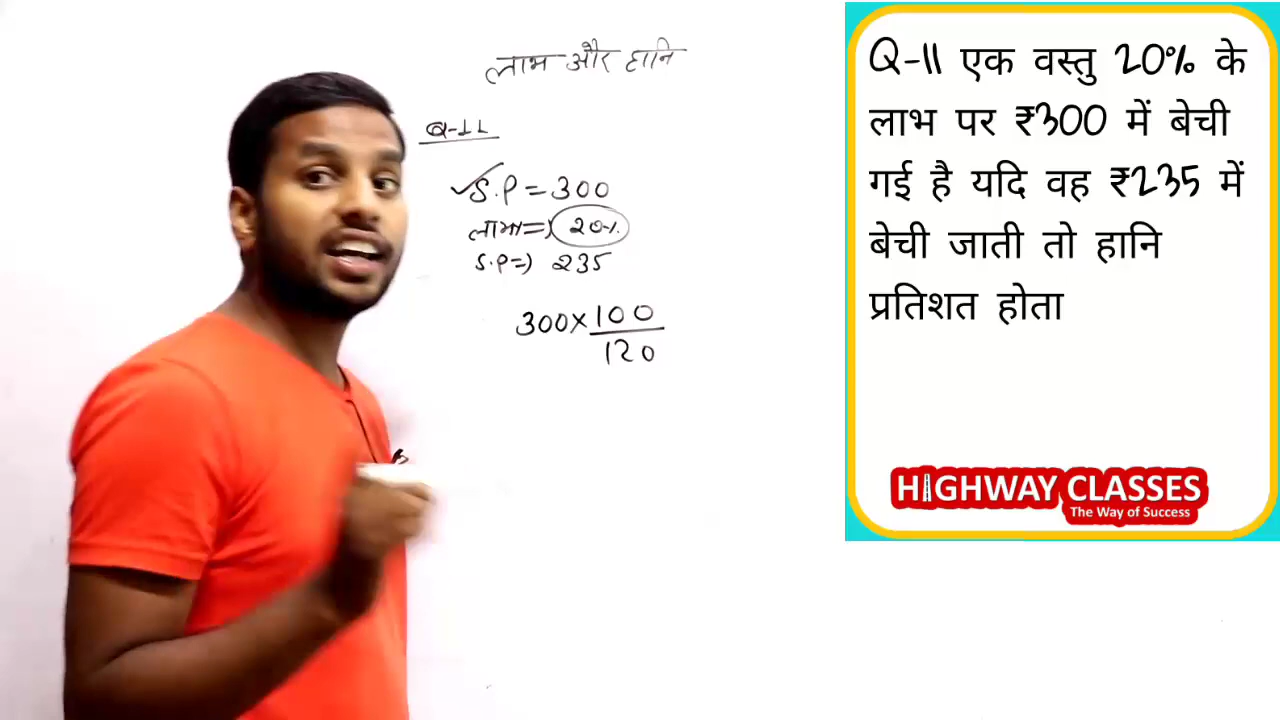 लाभ और हानि
Q-11
✓S.P = 300
लाभ => 20%
S.P => 235
300 × 100
120
Q-11 एक वस्तु 20% के
लाभ पर ₹300 में बेची
गई है यदि वह ₹235 में
बेची जाती तो हानि
प्रतिशत होता
HIGHWAY CLASSES
The Way of Success